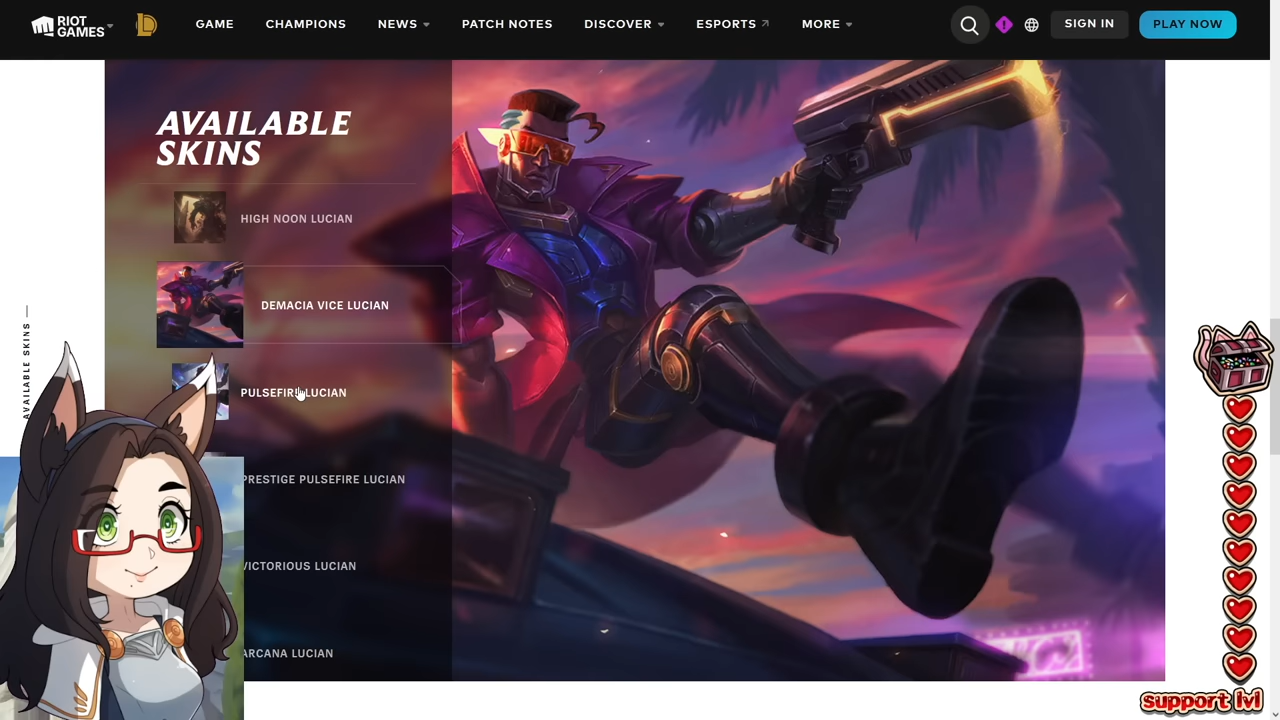 RIOT
GAMES
GAME
CHAMPIONS
NEWS
PATCH NOTES
DISCOVER
ESPORTS
MORE
SIGN IN
PLAY NOW
AVAILABLE
SKINS
HIGH NOON LUCIAN
DEMACIA VICE LUCIAN
PULSEFIRE LUCIAN
PRESTIGE PULSEFIRE LUCIAN
VICTORIOUS LUCIAN
ARCANA LUCIAN
AVAILABLE SKINS
support lvl